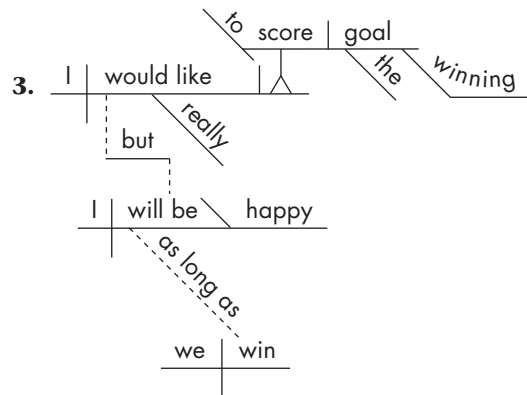 to score goal
3. I would like the winning
really
but
I will be happy
as long as
we win